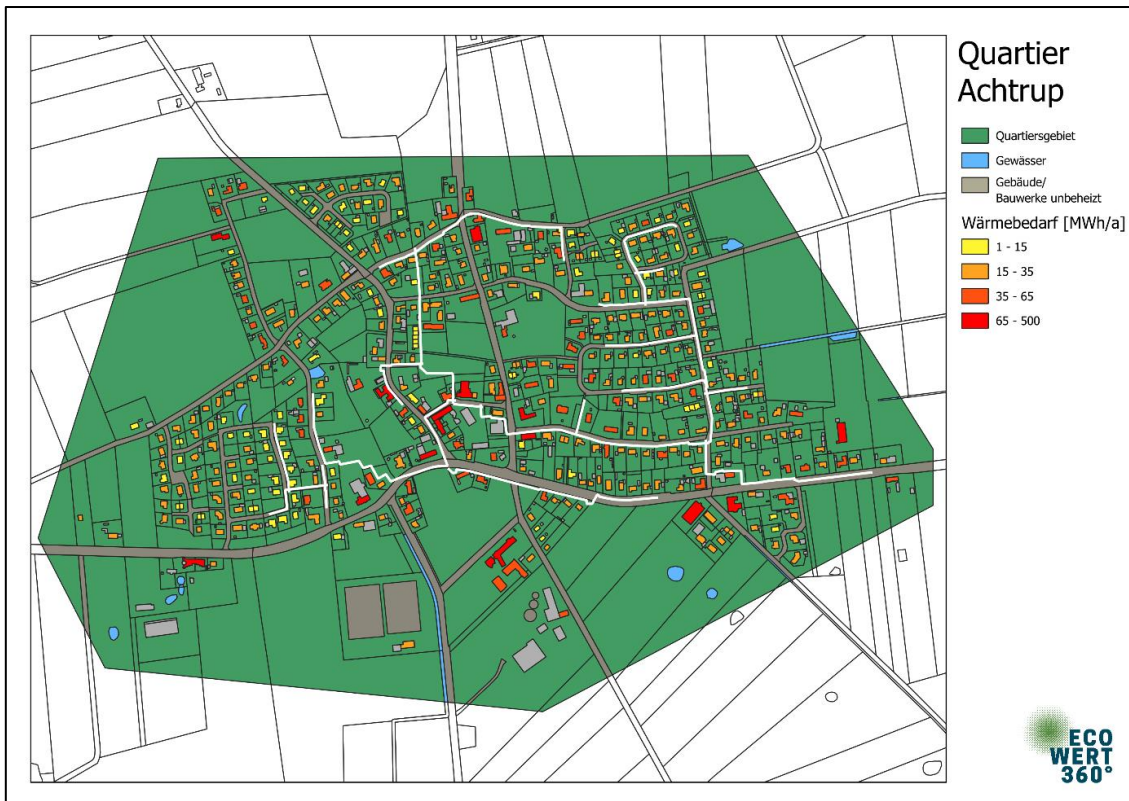 Quartier
Achtrup
Quartiersgebiet
Gewässer
Gebäude/
Bauwerke unbeheizt
Wärmebedarf [MWh/a]
1 - 15
15 - 35
35 - 65
65 - 500
ECO
WERT
360°